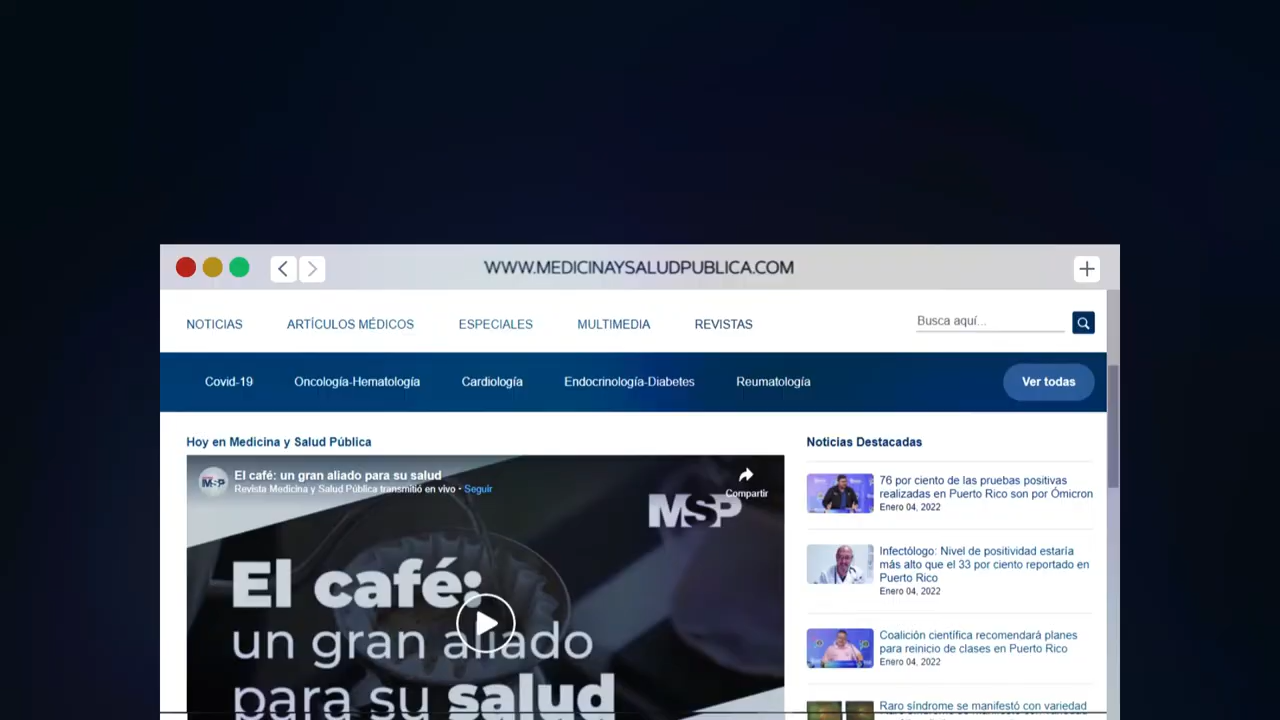 WWW.MEDICINAYSALUDPUBLICA.COM
NOTICIAS
ARTÍCULOS MÉDICOS
ESPECIALES
MULTIMEDIA
REVISTAS
Busca aquí...
Covid-19
Oncología-Hematología
Cardiología
Endocrinología-Diabetes
Reumatología
Ver todas
Hoy en Medicina y Salud Pública
MSP
El café: un gran aliado para su salud
Revista Medicina y Salud Pública transmitió en vivo • Seguir
Compartir
MSP
El café:
un gran aliado
para su salud
Noticias Destacadas
76 por ciento de las pruebas positivas
realizadas en Puerto Rico son por Ómicron
Enero 04, 2022
Infectólogo: Nivel de positividad estaría
más alto que el 33 por ciento reportado en
Puerto Rico
Enero 04, 2022
Coalición científica recomendará planes
para reinicio de clases en Puerto Rico
Enero 04, 2022
Raro síndrome se manifestó con variedad